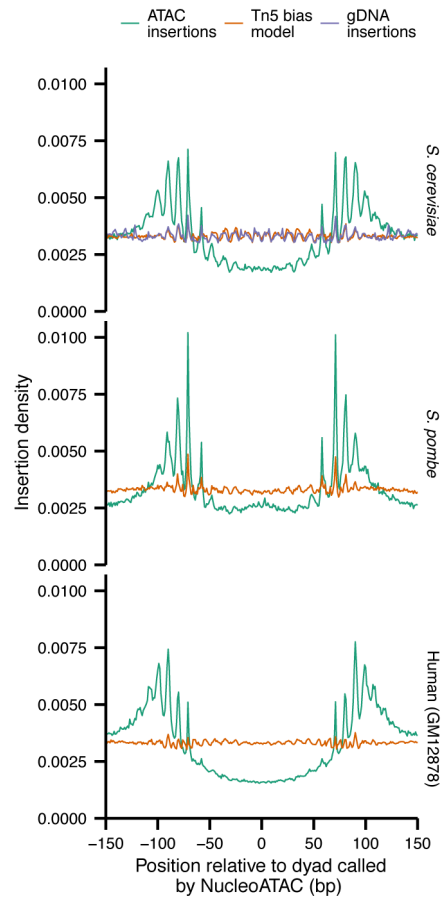 ATAC insertions
Tn5 bias model
gDNA insertions
0.0100
0.0075
0.0050
0.0025
0.0000
S. cerevisiae
0.0100
0.0075
0.0050
0.0025
0.0000
S. pombe
Insertion density
0.0100
0.0075
0.0050
0.0025
0.0000
Human (GM12878)
−150 −100 −50 0 50 100 150
Position relative to dyad called
by NucleoATAC (bp)